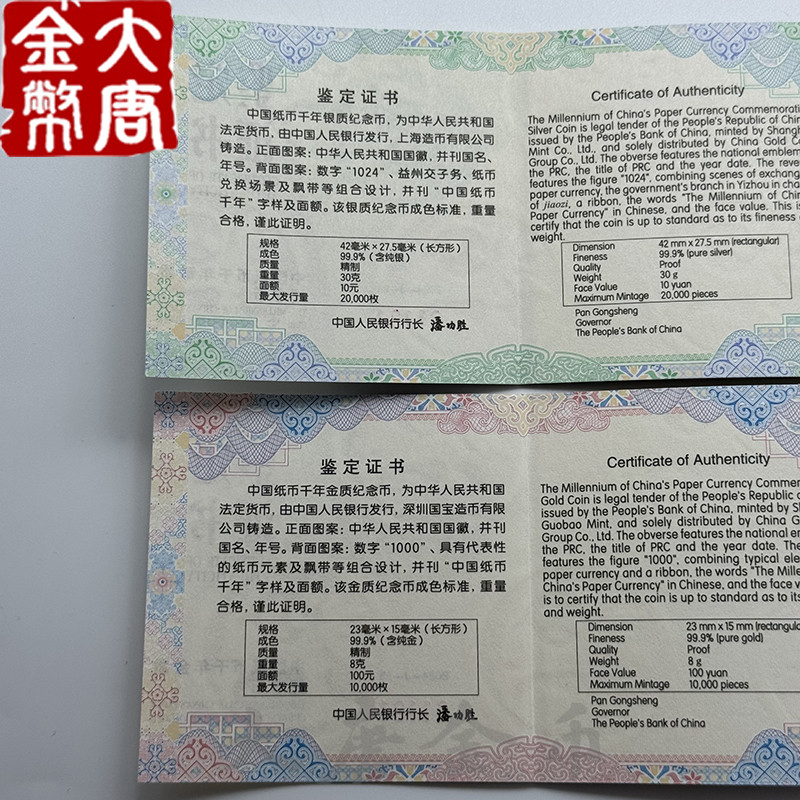 大唐
金幣
鉴定证书
中国纸币千年银质纪念币，为中华人民共和国
法定货币，由中国人民银行发行，上海造币有限公司
铸造。正面图案：中华人民共和国国徽，并刊国名、
年号。背面图案：数字“1024”、益州交子务、纸币
兑换场景及飘带等组合设计，并刊“中国纸币
千年”字样及面额。该银质纪念币成色标准，重量
合格，谨此证明。
规格 42毫米×27.5毫米（长方形）
成色 99.9%（含纯银）
质量 精制
重量 30克
面额 10元
最大发行量 20,000枚
中国人民银行行长 潘功胜
Certificate of Authenticity
The Millennium of China's Paper Currency Commemorati
Silver Coin is legal tender of the People's Republic of Chin
issued by the People's Bank of China, minted by Shangh
Mint Co., Ltd., and solely distributed by China Gold Co
Group Co., Ltd. The obverse features the national emblem
the PRC, the title of PRC and the year date. The reve
features the figure "1024", combining scenes of exchang
paper currency, the government's branch in Yizhou in cha
of jiaozi, a ribbon, the words "The Millennium of Chin
Paper Currency" in Chinese, and the face value. This is
certify that the coin is up to standard as to its fineness a
weight.
Dimension 42 mm x 27.5 mm (rectangular)
Fineness 99.9% (pure silver)
Quality Proof
Weight 30 g
Face Value 10 yuan
Maximum Mintage 20,000 pieces
Pan Gongsheng
Governor
The People's Bank of China
鉴定证书
中国纸币千年金质纪念币，为中华人民共和国
法定货币，由中国人民银行发行，深圳国宝造币有限
公司铸造。正面图案：中华人民共和国国徽，并刊
国名、年号。背面图案：数字“1000”、具有代表性
的纸币元素及飘带等组合设计，并刊“中国纸币
千年”字样及面额。该金质纪念币成色标准，重量
合格，谨此证明。
规格 23毫米×15毫米（长方形）
成色 99.9%（含纯金）
质量 精制
重量 8克
面额 100元
最大发行量 10,000枚
中国人民银行行长 潘功胜
Certificate of Authenticity
The Millennium of China's Paper Currency Commem
Gold Coin is legal tender of the People's Republic o
issued by the People's Bank of China, minted by Sh
Guobao Mint, and solely distributed by China G
Group Co., Ltd. The obverse features the national em
the PRC, the title of PRC and the year date. The
features the figure "1000", combining typical ele
paper currency and a ribbon, the words "The Mille
China's Paper Currency" in Chinese, and the face v
is to certify that the coin is up to standard as to its
and weight.
Dimension 23 mm x 15 mm (rectangula
Fineness 99.9% (pure gold)
Quality Proof
Weight 8 g
Face Value 100 yuan
Maximum Mintage 10,000 pieces
Pan Gongsheng
Governor
The People's Bank of China